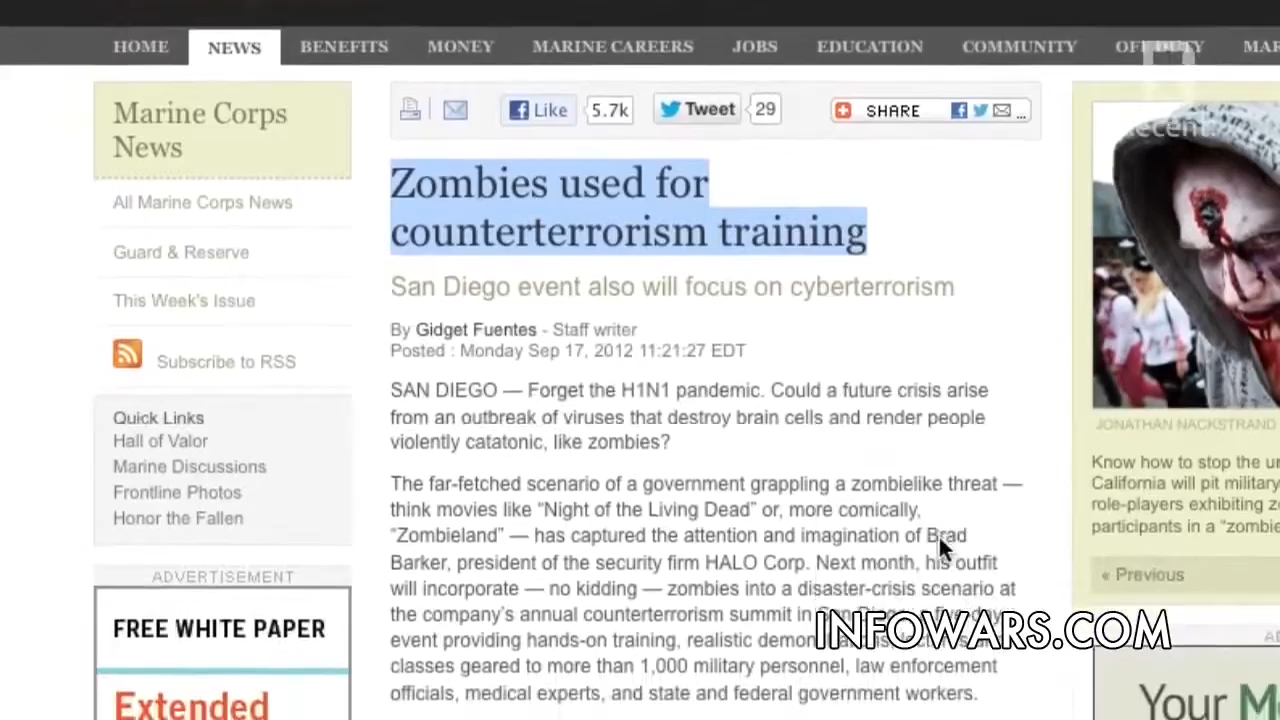 HOME NEWS BENEFITS MONEY MARINE CAREERS JOBS EDUCATION COMMUNITY OFF DUTY
Marine Corps
News
All Marine Corps News
Guard & Reserve
This Week's Issue
Subscribe to RSS
Quick Links
Hall of Valor
Marine Discussions
Frontline Photos
Honor the Fallen
ADVERTISEMENT
FREE WHITE PAPER
Extended
Like 5.7k Tweet 29 SHARE ...
Zombies used for
counterterrorism training
San Diego event also will focus on cyberterrorism
By Gidget Fuentes - Staff writer
Posted : Monday Sep 17, 2012 11:21:27 EDT
SAN DIEGO — Forget the H1N1 pandemic. Could a future crisis arise
from an outbreak of viruses that destroy brain cells and render people
violently catatonic, like zombies?
The far-fetched scenario of a government grappling a zombielike threat —
think movies like “Night of the Living Dead” or, more comically,
“Zombieland” — has captured the attention and imagination of Brad
Barker, president of the security firm HALO Corp. Next month, his outfit
will incorporate — no kidding — zombies into a disaster-crisis scenario at
the company's annual counterterrorism summit in San Diego, a five-day
event providing hands-on training, realistic
classes geared to more than 1,000 military personnel, law enforcement
officials, medical experts, and state and federal government workers.
decent.
JONATHAN NACKSTRAND
Know how to stop the
California will pit military
role-players exhibiting
participants in a “zombie
« Previous
Your
INFOWARS.COM